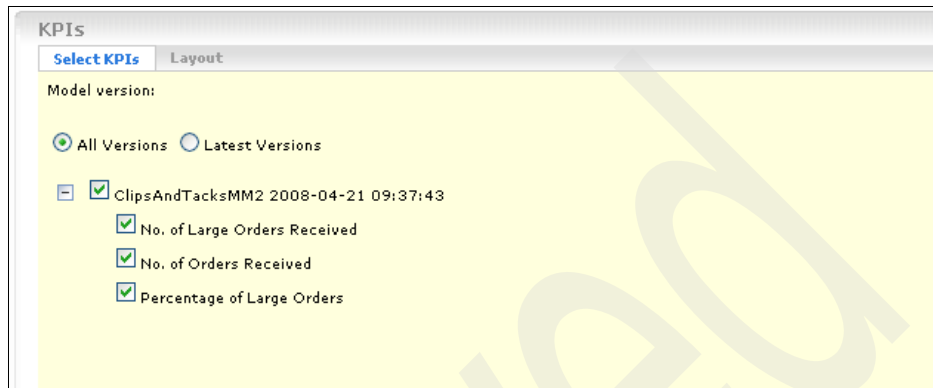 KPIs
Select KPIs Layout
Model version:
All Versions Latest Versions
ClipsAndTacksMM2 2008-04-21 09:37:43
No. of Large Orders Received
No. of Orders Received
Percentage of Large Orders